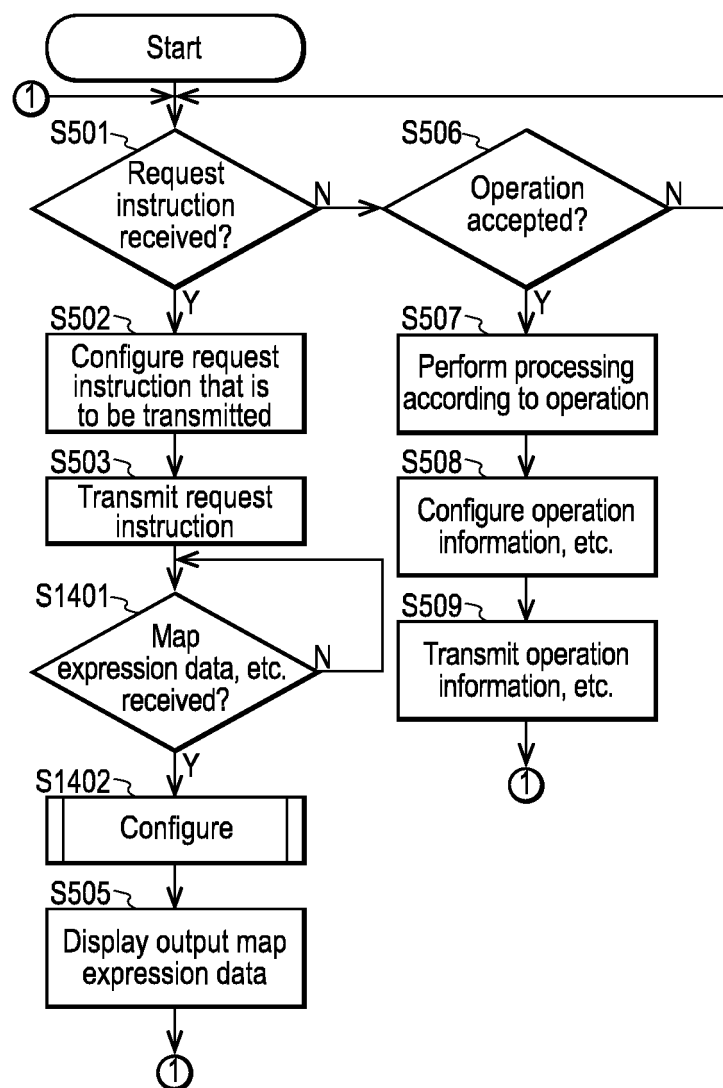 Start
1
S501
Request
instruction
received?
N
Y
S506
Operation
accepted?
N
Y
S502
Configure request
instruction that is
to be transmitted
S507
Perform processing
according to operation
S503
Transmit request
instruction
S508
Configure operation
information, etc.
S1401
Map
expression data, etc.
received?
N
Y
S509
Transmit operation
information, etc.
1
S1402
Configure
S505
Display output map
expression data
1